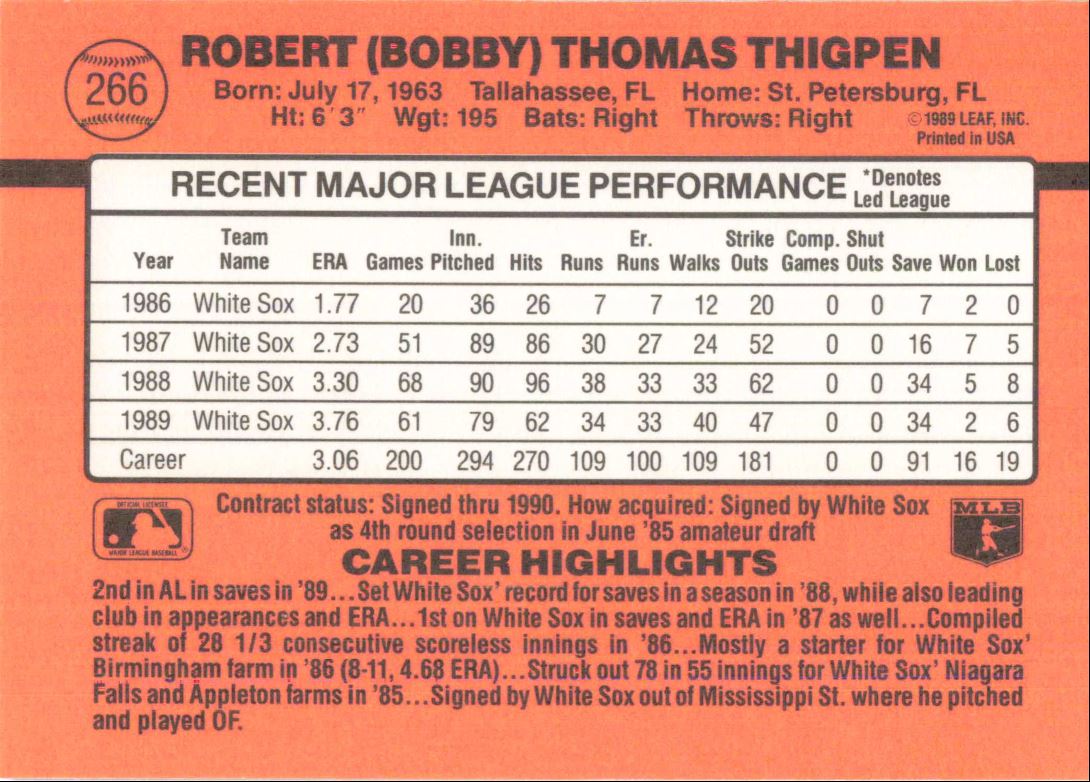 266
ROBERT (BOBBY) THOMAS THIGPEN
Born: July 17, 1963 Tallahassee, FL Home: St. Petersburg, FL
Ht: 6´3˝ Wgt: 195 Bats: Right Throws: Right
©1989 LEAF, INC.
Printed in USA
RECENT MAJOR LEAGUE PERFORMANCE *Denotes
Led League
Team Inn. Er. Strike Comp. Shut
Year Name ERA Games Pitched Hits Runs Runs Walks Outs Games Outs Save Won Lost
1986 White Sox 1.77 20 36 26 7 7 12 20 0 0 7 2 0
1987 White Sox 2.73 51 89 86 30 27 24 52 0 0 16 7 5
1988 White Sox 3.30 68 90 96 38 33 33 62 0 0 34 5 8
1989 White Sox 3.76 61 79 62 34 33 40 47 0 0 34 2 6
Career 3.06 200 294 270 109 100 109 181 0 0 91 16 19
OFFICIAL LICENSEE
MAJOR LEAGUE BASEBALL ®
Contract status: Signed thru 1990. How acquired: Signed by White Sox
as 4th round selection in June '85 amateur draft
MLB
CAREER HIGHLIGHTS
2nd in AL in saves in '89...Set White Sox' record for saves in a season in '88, while also leading
club in appearances and ERA...1st on White Sox in saves and ERA in '87 as well...Compiled
streak of 28 1/3 consecutive scoreless innings in '86...Mostly a starter for White Sox'
Birmingham farm in '86 (8-11, 4.68 ERA)...Struck out 78 in 55 innings for White Sox' Niagara
Falls and Appleton farms in '85...Signed by White Sox out of Mississippi St. where he pitched
and played OF.